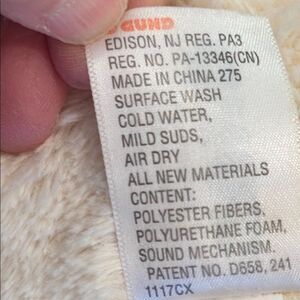 GUND
EDISON, NJ REG. PA3
REG. NO. PA-13346(CN)
MADE IN CHINA 275
SURFACE WASH
COLD WATER,
MILD SUDS,
AIR DRY
ALL NEW MATERIALS
CONTENT:
POLYESTER FIBERS,
POLYURETHANE FOAM,
SOUND MECHANISM.
PATENT NO. D658, 241
1117CX